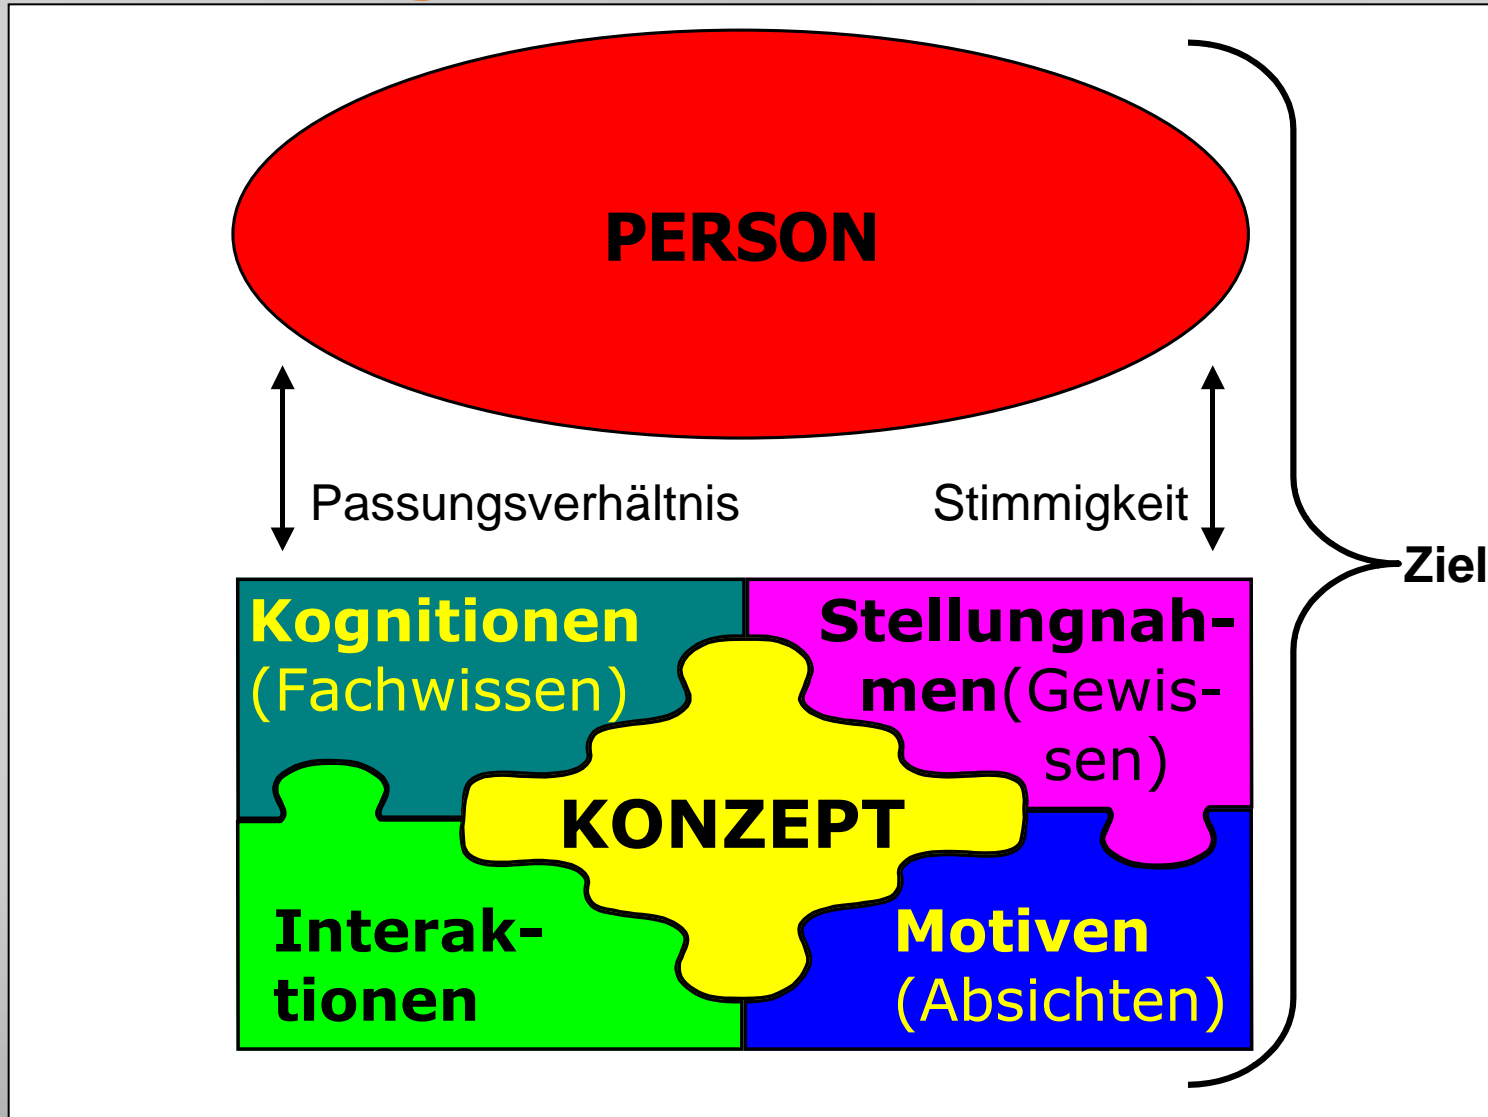 PERSON
Passungsverhältnis
Stimmigkeit
Ziel
Kognitionen
(Fachwissen)
Stellungnah-
men(Gewis-
sen)
KONZEPT
Interak-
tionen
Motiven
(Absichten)